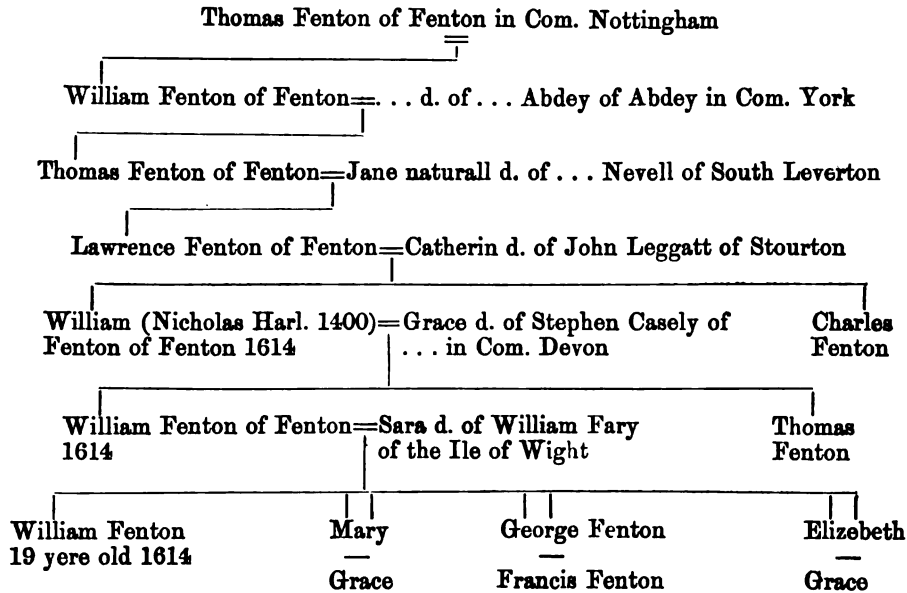 Thomas Fenton of Fenton in Com. Nottingham
William Fenton of Fenton=. . . d. of . . . Abdey of Abdey in Com. York
Thomas Fenton of Fenton=Jane naturall d. of . . . Nevell of South Leverton
Lawrence Fenton of Fenton=Catherin d. of John Leggatt of Stourton
William (Nicholas Harl. 1400)=Grace d. of Stephen Casely of
Fenton of Fenton 1614
. . . in Com. Devon
Charles
Fenton
William Fenton of Fenton=Sara d. of William Fary
1614
of the Ile of Wight
Thomas
Fenton
William Fenton
19 yere old 1614
Mary
—
Grace
George Fenton
—
Francis Fenton
Elizebeth
—
Grace